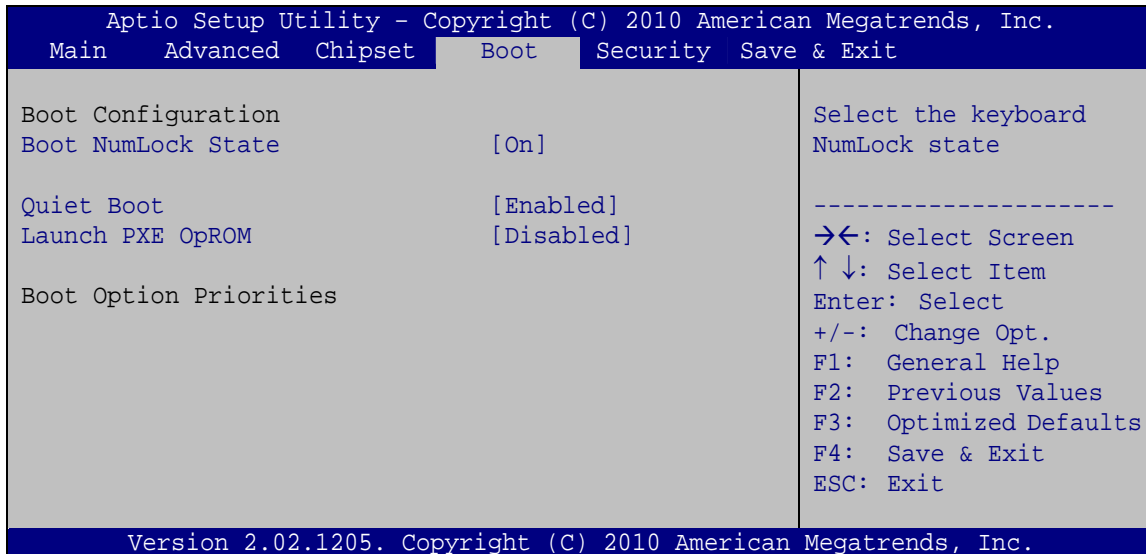 Aptio Setup Utility – Copyright (C) 2010 American Megatrends, Inc.
Main Advanced Chipset Boot Security Save & Exit
Boot Configuration
Boot NumLock State [On]
Quiet Boot [Enabled]
Launch PXE OpROM [Disabled]
Boot Option Priorities
Select the keyboard
NumLock state
---------------------
→←: Select Screen
↑ ↓: Select Item
Enter: Select
+/-: Change Opt.
F1: General Help
F2: Previous Values
F3: Optimized Defaults
F4: Save & Exit
ESC: Exit
Version 2.02.1205. Copyright (C) 2010 American Megatrends, Inc.